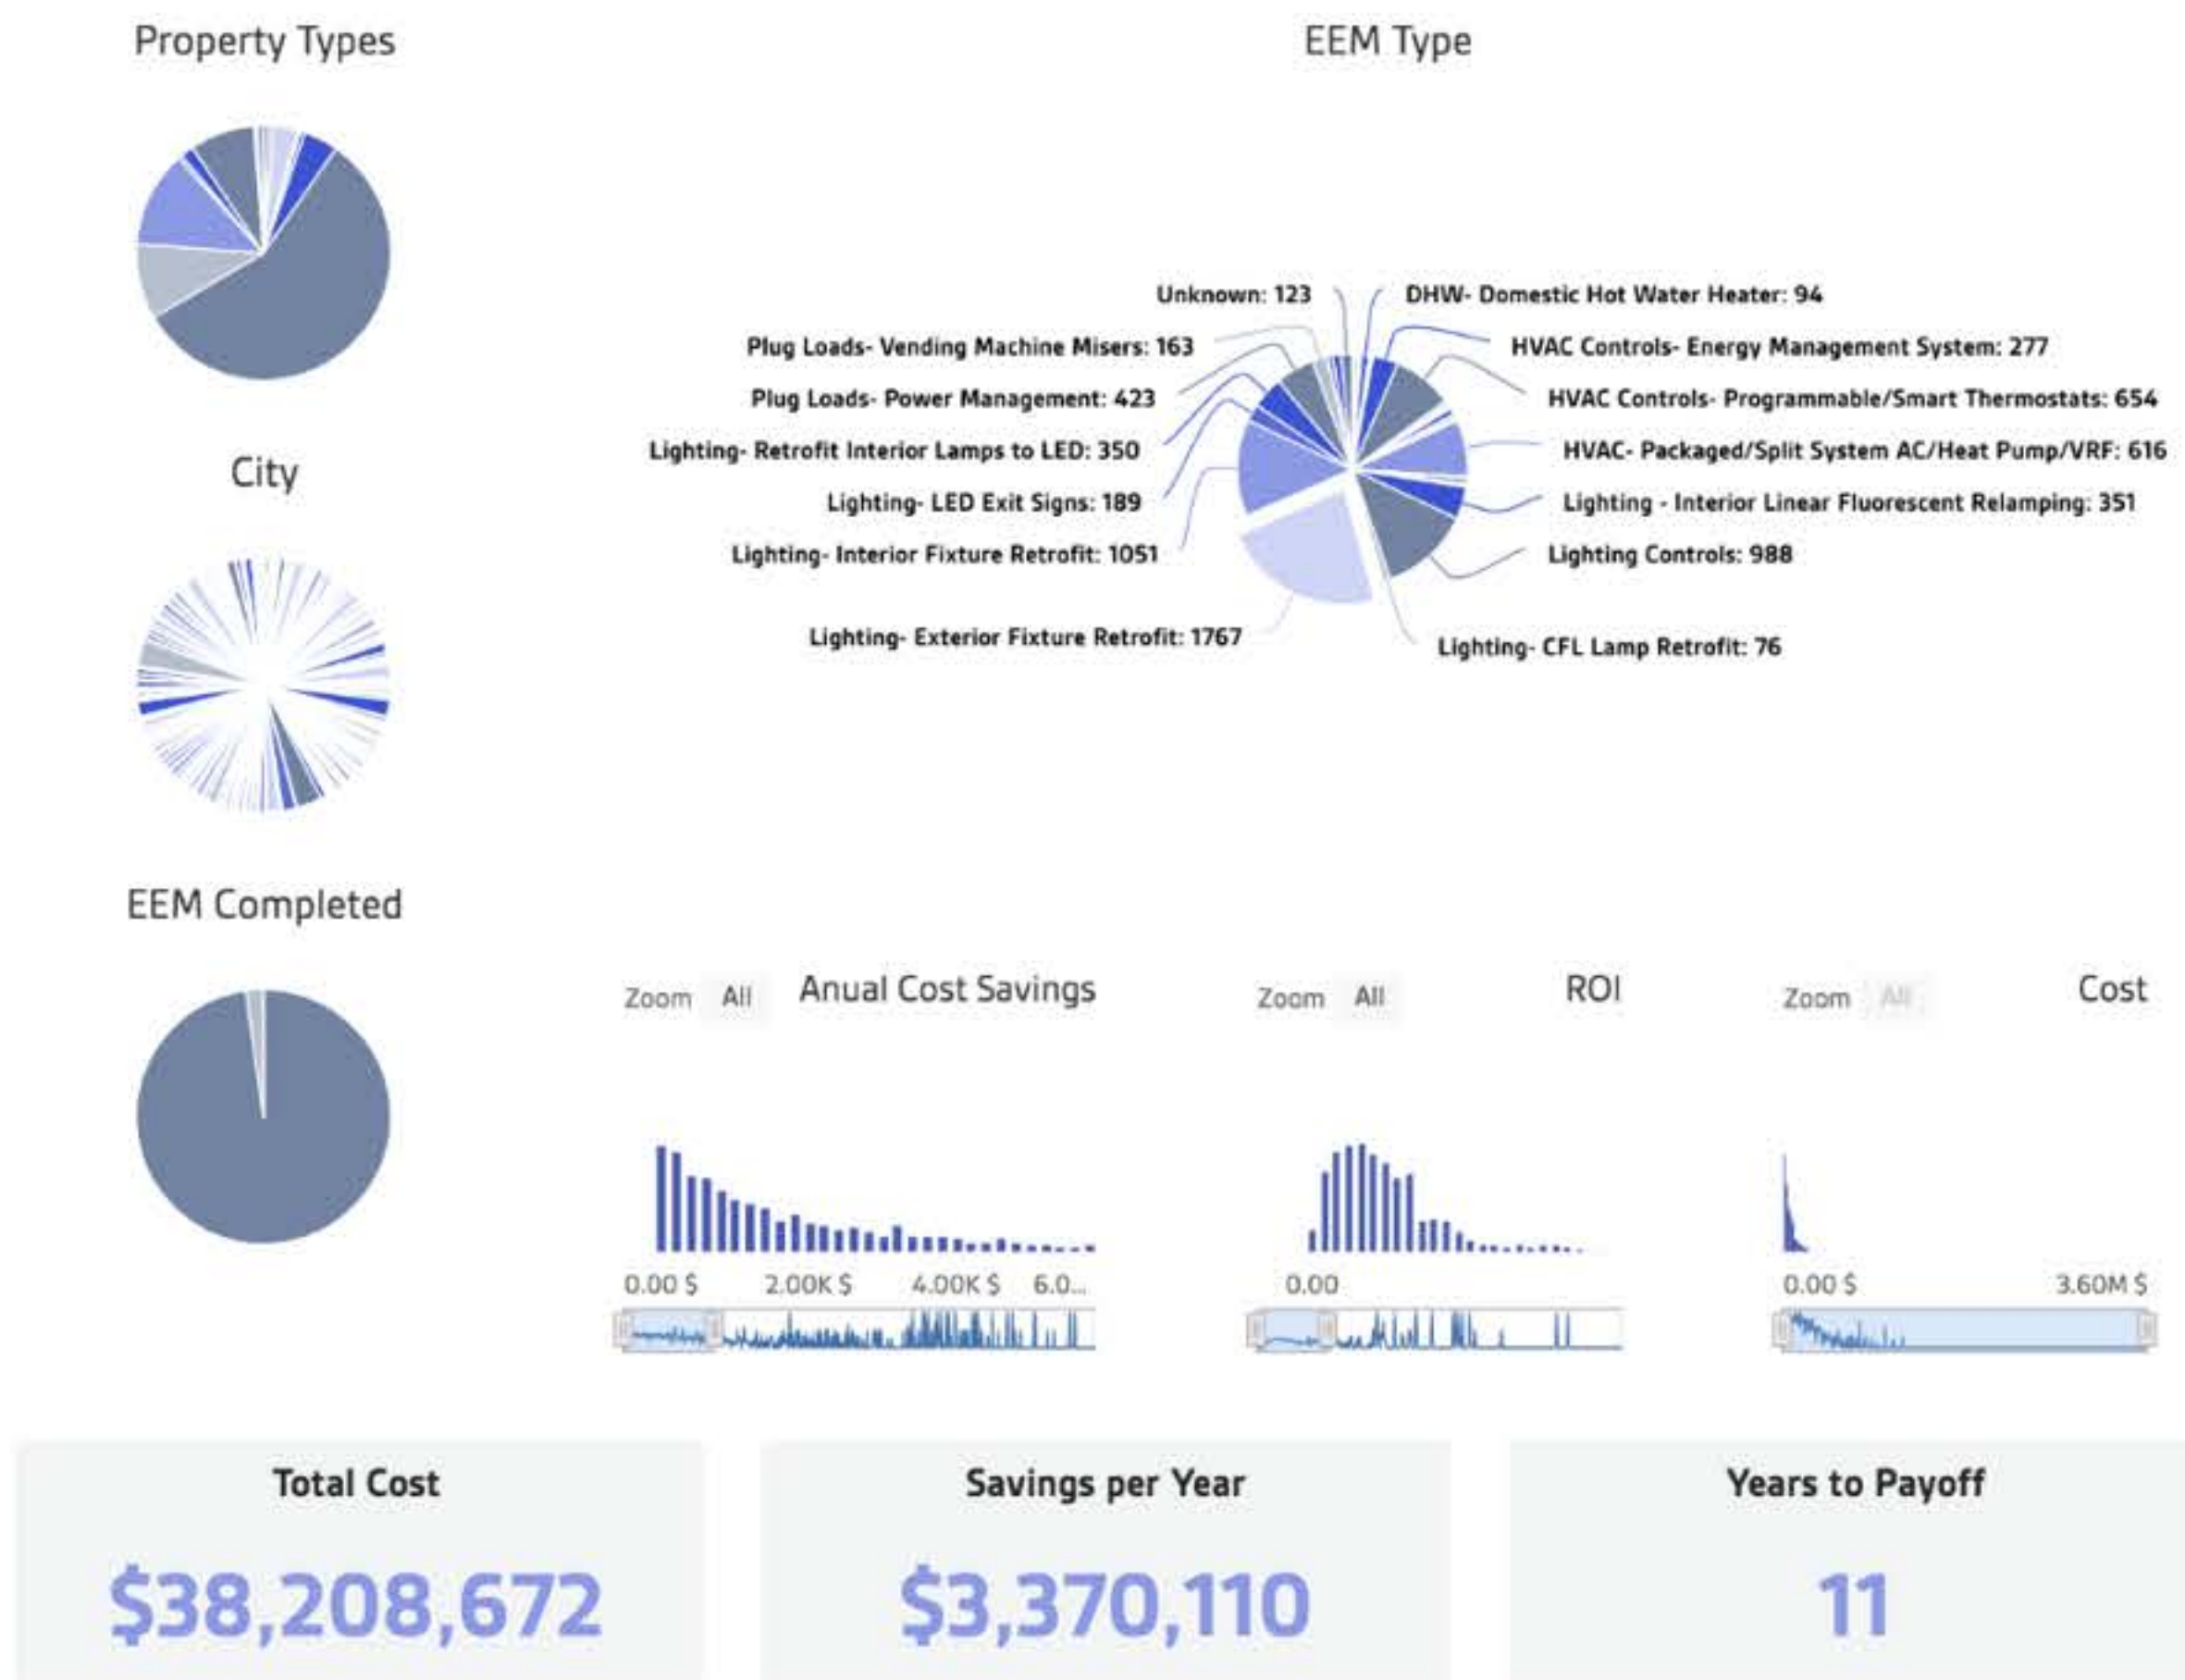 Property Types
EEM Type
Unknown: 123
DHW- Domestic Hot Water Heater: 94
Plug Loads- Vending Machine Misers: 163
HVAC Controls- Energy Management System: 277
Plug Loads- Power Management: 423
HVAC Controls- Programmable/Smart Thermostats: 654
Lighting- Retrofit Interior Lamps to LED: 350
HVAC- Packaged/Split System AC/Heat Pump/VRF: 616
Lighting- LED Exit Signs: 189
Lighting - Interior Linear Fluorescent Relamping: 351
Lighting- Interior Fixture Retrofit: 1051
Lighting Controls: 988
Lighting- Exterior Fixture Retrofit: 1767
Lighting- CFL Lamp Retrofit: 76
City
EEM Completed
Zoom All Anual Cost Savings
0.00 $ 2.00K $ 4.00K $ 6.0...
Zoom All ROI
0.00
Zoom All Cost
0.00 $ 3.60M $
Total Cost
$38,208,672
Savings per Year
$3,370,110
Years to Payoff
11